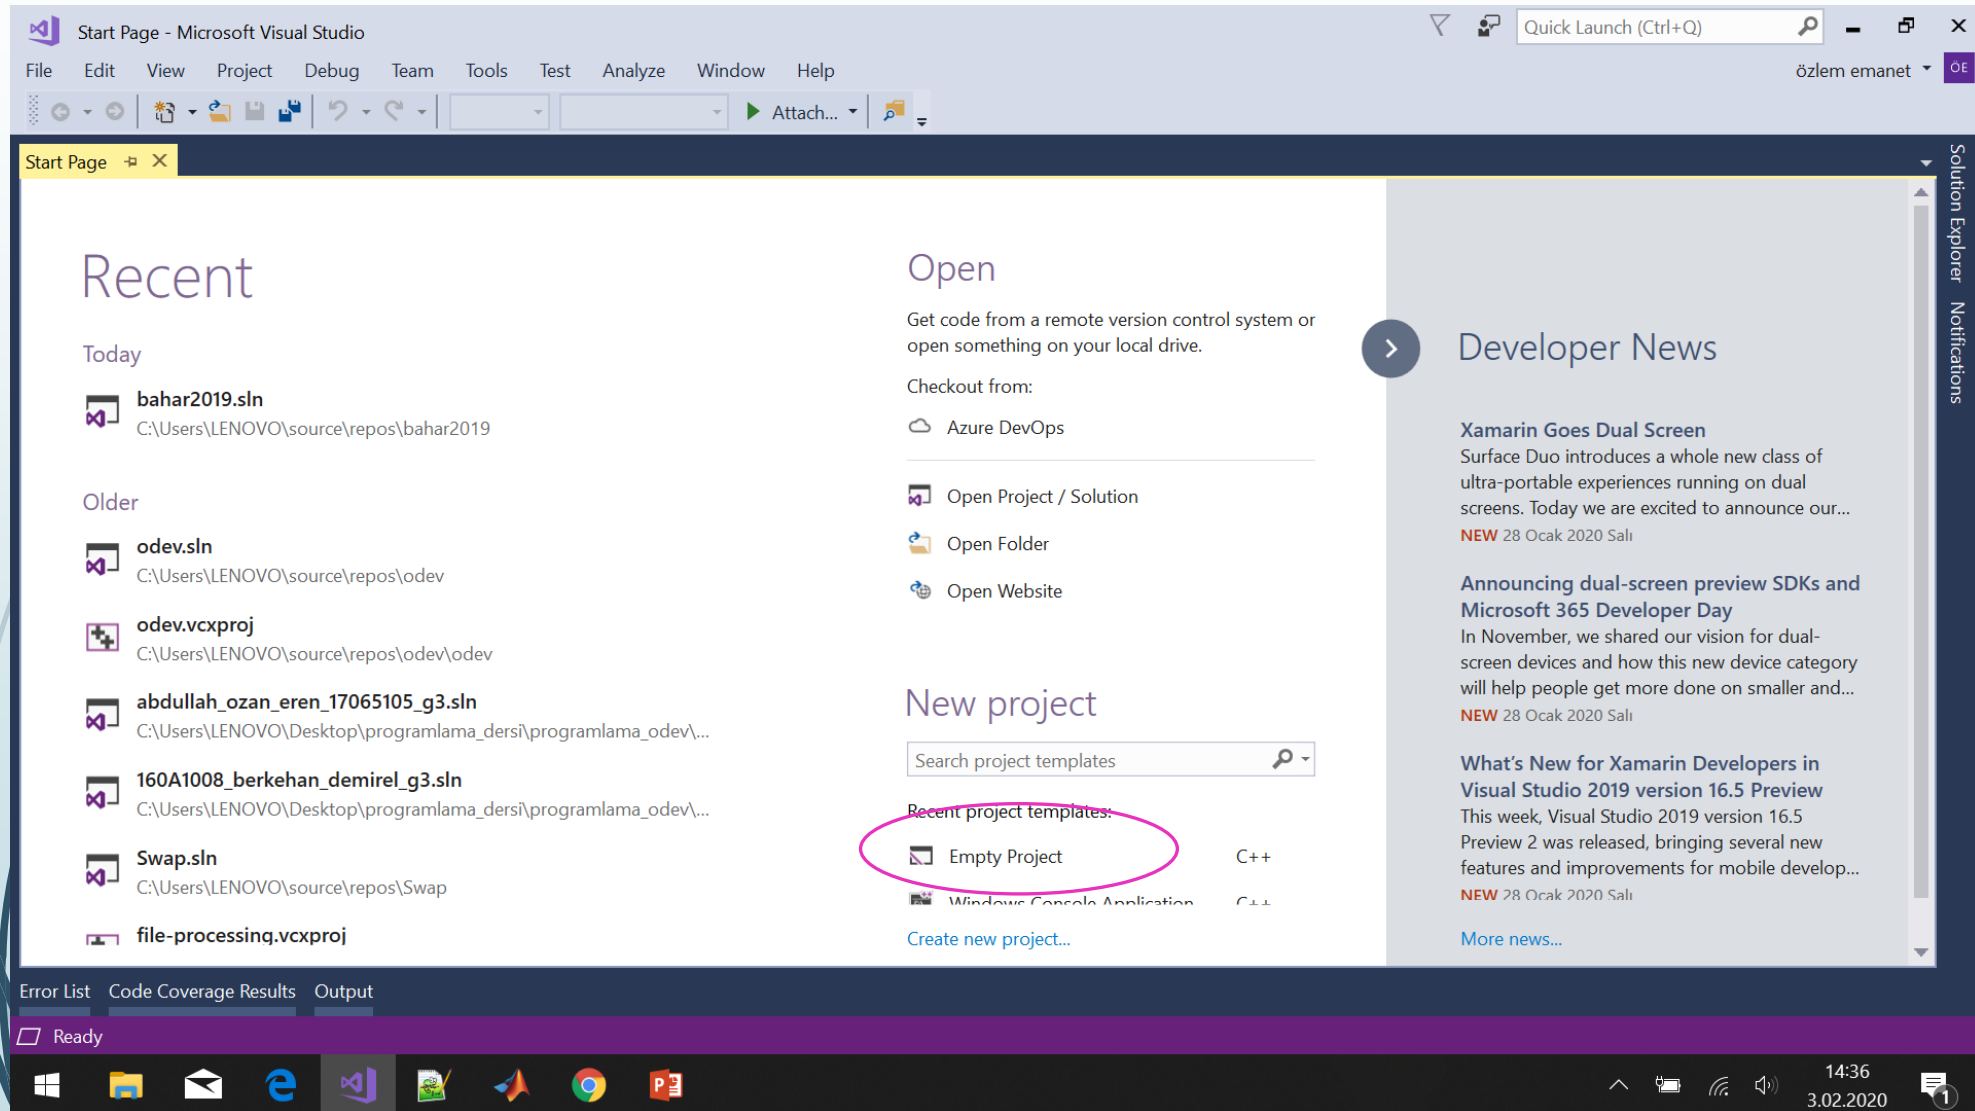 Start Page - Microsoft Visual Studio
Quick Launch (Ctrl+Q)
File Edit View Project Debug Team Tools Test Analyze Window Help
özlem emanet
ÖE
Attach...
Start Page
Solution Explorer
Notifications
Recent
Today
bahar2019.sln
C:\Users\LENOVO\source\repos\bahar2019
Older
odev.sln
C:\Users\LENOVO\source\repos\odev
odev.vcxproj
C:\Users\LENOVO\source\repos\odev\odev
abdullah_ozan_eren_17065105_g3.sln
C:\Users\LENOVO\Desktop\programlama_dersi\programlama_odev\...
160A1008_berkehan_demirel_g3.sln
C:\Users\LENOVO\Desktop\programlama_dersi\programlama_odev\...
Swap.sln
C:\Users\LENOVO\source\repos\Swap
file-processing.vcxproj
Open
Get code from a remote version control system or
open something on your local drive.
Checkout from:
Azure DevOps
Open Project / Solution
Open Folder
Open Website
New project
Search project templates
Recent project templates:
Empty Project C++
Windows Console Application C++
Create new project...
Developer News
Xamarin Goes Dual Screen
Surface Duo introduces a whole new class of
ultra-portable experiences running on dual
screens. Today we are excited to announce our...
NEW 28 Ocak 2020 Salı
Announcing dual-screen preview SDKs and
Microsoft 365 Developer Day
In November, we shared our vision for dual-
screen devices and how this new device category
will help people get more done on smaller and...
NEW 28 Ocak 2020 Salı
What's New for Xamarin Developers in
Visual Studio 2019 version 16.5 Preview
This week, Visual Studio 2019 version 16.5
Preview 2 was released, bringing several new
features and improvements for mobile develop...
NEW 28 Ocak 2020 Salı
More news...
Error List Code Coverage Results Output
Ready
14:36
3.02.2020
1